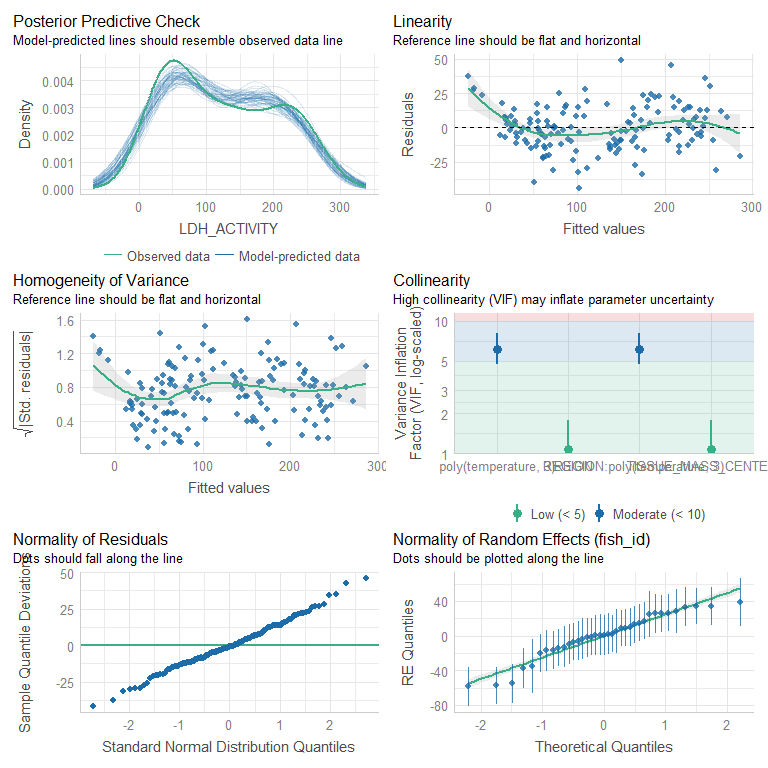 Posterior Predictive Check
Model-predicted lines should resemble observed data line
Density
0.004
0.003
0.002
0.001
0.000
0
100
200
300
LDH_ACTIVITY
Observed data
Model-predicted data
Linearity
Reference line should be flat and horizontal
Residuals
50
25
0
-25
0
100
200
300
Fitted values
Homogeneity of Variance
Reference line should be flat and horizontal
√|Std. residuals|
1.6
1.2
0.8
0.4
0
100
200
300
Fitted values
Collinearity
High collinearity (VIF) may inflate parameter uncertainty
Variance Inflation
Factor (VIF, log-scaled)
10
5
3
2
1
poly(temperature,
:poly(
Low (< 5)
Moderate (< 10)
Normality of Residuals
Dots should fall along the line
Sample Quantile Deviations
50
25
0
-25
-2
-1
0
1
2
Standard Normal Distribution Quantiles
Normality of Random Effects (fish_id)
Dots should be plotted along the line
RE Quantiles
40
0
-40
-80
-2
-1
0
1
2
Theoretical Quantiles